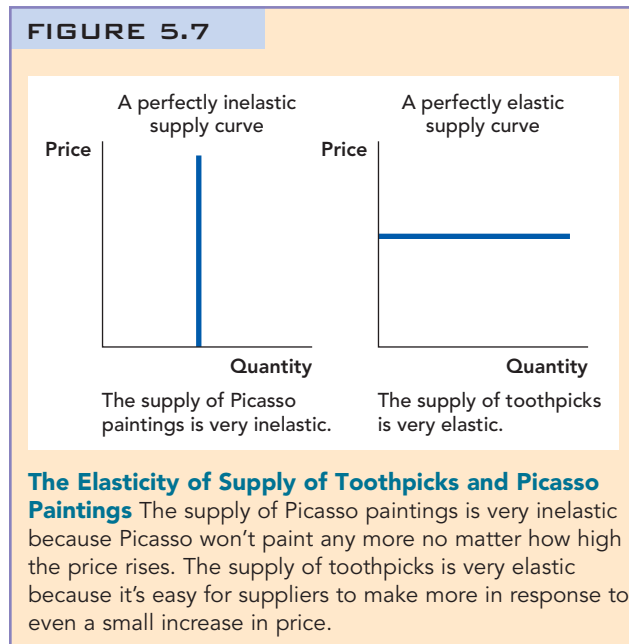 FIGURE 5.7
A perfectly inelastic
supply curve
Price
Quantity
The supply of Picasso
paintings is very inelastic.
A perfectly elastic
supply curve
Price
Quantity
The supply of toothpicks
is very elastic.
The Elasticity of Supply of Toothpicks and Picasso
Paintings The supply of Picasso paintings is very inelastic
because Picasso won’t paint any more no matter how high
the price rises. The supply of toothpicks is very elastic
because it’s easy for suppliers to make more in response to
even a small increase in price.